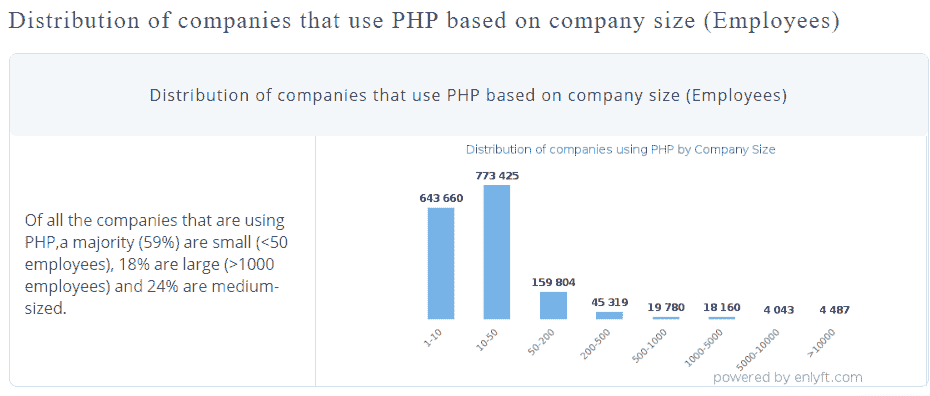 Distribution of companies that use PHP based on company size (Employees)
Distribution of companies that use PHP based on company size (Employees)
Of all the companies that are using
PHP,a majority (59%) are small (<50
employees), 18% are large (>1000
employees) and 24% are medium-
sized.
Distribution of companies using PHP by Company Size
643 660
773 425
159 804
45 319
19 780
18 160
4 043
4 487
1-10
10-50
50-200
200-500
500-1000
1000-5000
5000-10000
>10000
powered by enlyft.com